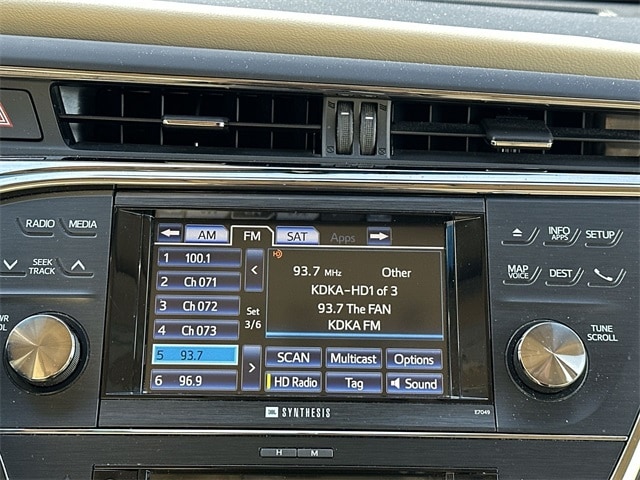 RADIO MEDIA
SEEK
TRACK
AM FM SAT Apps
1 100.1
2 Ch 071
3 Ch 072
4 Ch 073
5 93.7
6 96.9
Set
3/6
93.7 MHz Other
KDKA-HD1 of 3
93.7 The FAN
KDKA FM
SCAN Multicast Options
HD Radio Tag Sound
JBL SYNTHESIS
E7049
INFO
APPS
SETUP
MAP
VOICE
DEST
TUNE
SCROLL
H M